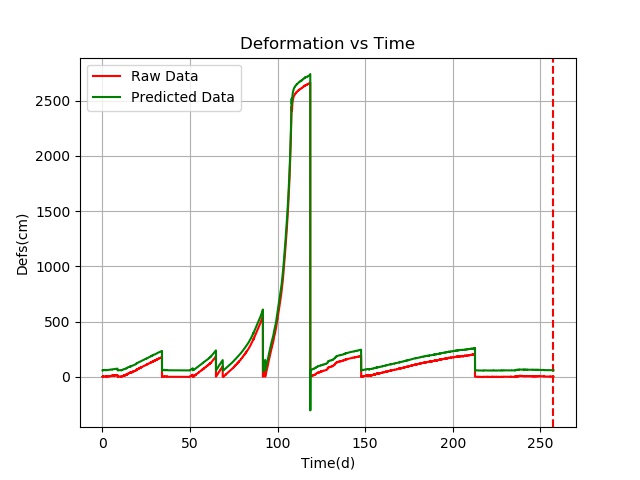 Deformation vs Time
Raw Data
Predicted Data
Defs(cm)
2500
2000
1500
1000
500
0
0 50 100 150 200 250
Time(d)